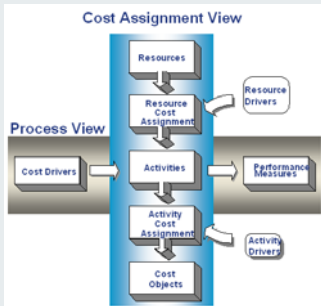 Cost Assignment View
Resources
Resource
Cost
Assignment
Resource
Drivers
Process View
Cost Drivers
Activities
Performance
Measures
Activity
Cost
Assignment
Activity
Drivers
Cost
Objects